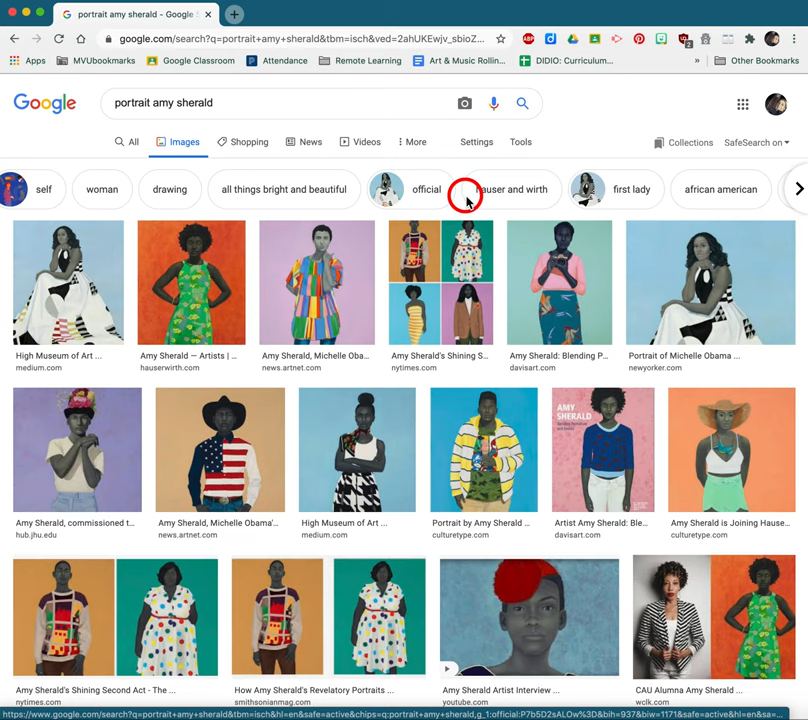 portrait amy sherald - Google S
google.com/search?q=portrait+amy+sherald&tbm=isch&ved=2ahUKEwjv_sbioZ...
ABP
2
Apps
MVUbookmarks
Google Classroom
Attendance
Remote Learning
Art & Music Rollin...
DIDIO: Curriculum...
»
Other Bookmarks
Google
portrait amy sherald
All
Images
Shopping
News
Videos
More
Settings
Tools
Collections
SafeSearch on
self
woman
drawing
all things bright and beautiful
official
hauser and wirth
first lady
african american
High Museum of Art ...
medium.com
Amy Sherald — Artists | ...
hauserwirth.com
Amy Sherald, Michelle Oba...
news.artnet.com
Amy Sherald's Shining S...
nytimes.com
Amy Sherald: Blending P...
davisart.com
Portrait of Michelle Obama ...
newyorker.com
AMY
SHERALD
Amy Sherald, commissioned t...
hub.jhu.edu
Amy Sherald, Michelle Obama'...
news.artnet.com
High Museum of Art ...
medium.com
Portrait by Amy Sherald ...
culturetype.com
Artist Amy Sherald: Ble...
davisart.com
Amy Sherald is Joining Hause...
culturetype.com
Amy Sherald's Shining Second Act - The ...
nytimes.com
How Amy Sherald's Revelatory Portraits ...
smithsonianmag.com
Amy Sherald Artist Interview ...
youtube.com
CAU Alumna Amy Sherald ...
wclk.com
https://www.google.com/search?q=portrait+amy+sherald&tbm=isch&hl=en&safe=active&chips=q:portrait+amy+sherald,g_1:official:P7b5D2sALOw%3D&bih=937&biw=1171&safe=active&hl=en&sa=...